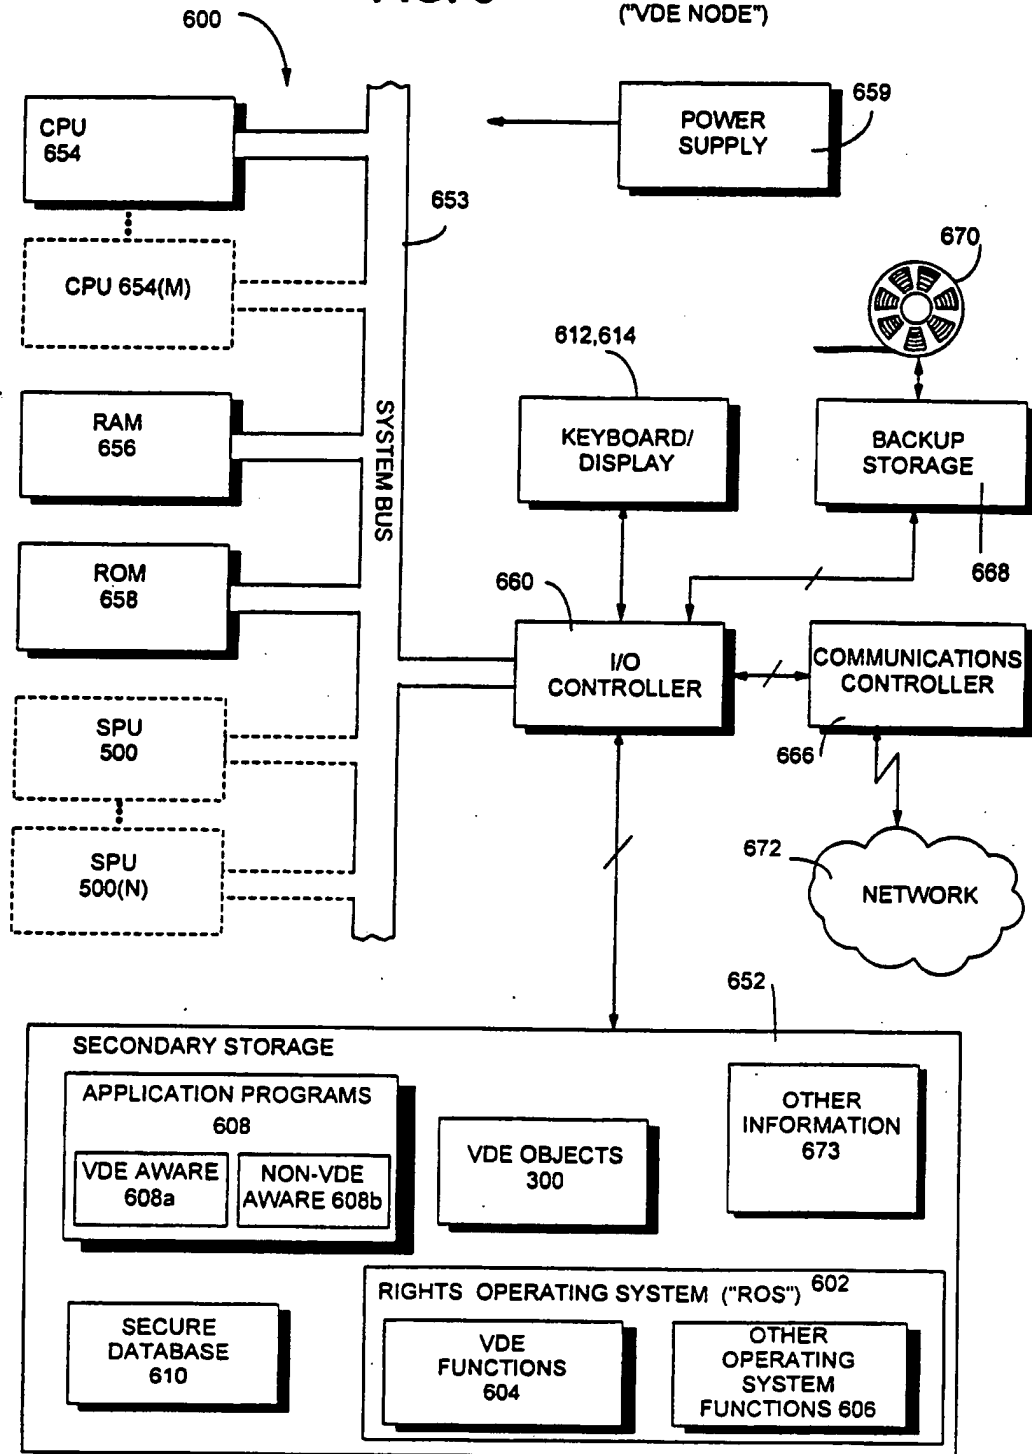 ("VDE NODE")
600
CPU
654
POWER
SUPPLY
659
653
CPU 654(M)
670
612,614
RAM
656
SYSTEM BUS
KEYBOARD/
DISPLAY
BACKUP
STORAGE
668
ROM
658
660
I/O
CONTROLLER
COMMUNICATIONS
CONTROLLER
666
SPU
500
SPU
500(N)
672
NETWORK
652
SECONDARY STORAGE
APPLICATION PROGRAMS
608
VDE AWARE
608a
NON-VDE
AWARE 608b
VDE OBJECTS
300
OTHER
INFORMATION
673
SECURE
DATABASE
610
RIGHTS OPERATING SYSTEM ("ROS") 602
VDE
FUNCTIONS
604
OTHER
OPERATING
SYSTEM
FUNCTIONS 606